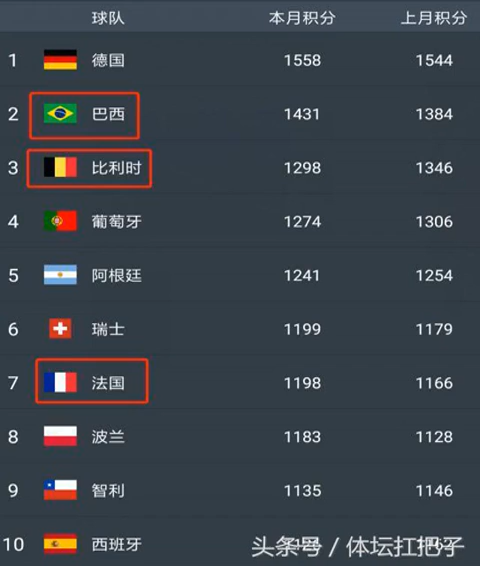 球队 本月积分 上月积分
1 德国 1558 1544
2 巴西 1431 1384
3 比利时 1298 1346
4 葡萄牙 1274 1306
5 阿根廷 1241 1254
6 瑞士 1199 1179
7 法国 1198 1166
8 波兰 1183 1128
9 智利 1135 1146
10 西班牙
头条号 / 体坛扛把子